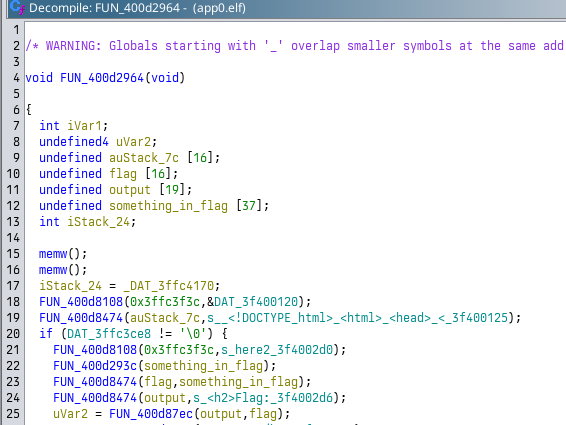 Decompile: FUN_400d2964 - (app0.elf)
1
2 /* WARNING: Globals starting with '_' overlap smaller symbols at the same add
3
4 void FUN_400d2964(void)
5
6 {
7 int iVar1;
8 undefined4 uVar2;
9 undefined auStack_7c [16];
10 undefined flag [16];
11 undefined output [19];
12 undefined something_in_flag [37];
13 int iStack_24;
14
15 memw();
16 memw();
17 iStack_24 = _DAT_3ffc4170;
18 FUN_400d8108(0x3ffc3f3c,&DAT_3f400120);
19 FUN_400d8474(auStack_7c,s__<!DOCTYPE_html>_<html>_<head>_<_3f400125);
20 if (DAT_3ffc3ce8 != '\0') {
21 FUN_400d8108(0x3ffc3f3c,s_here2_3f4002d0);
22 FUN_400d293c(something_in_flag);
23 FUN_400d8474(flag,something_in_flag);
24 FUN_400d8474(output,s_<h2>Flag:_3f4002d6);
25 uVar2 = FUN_400d87ec(output,flag);